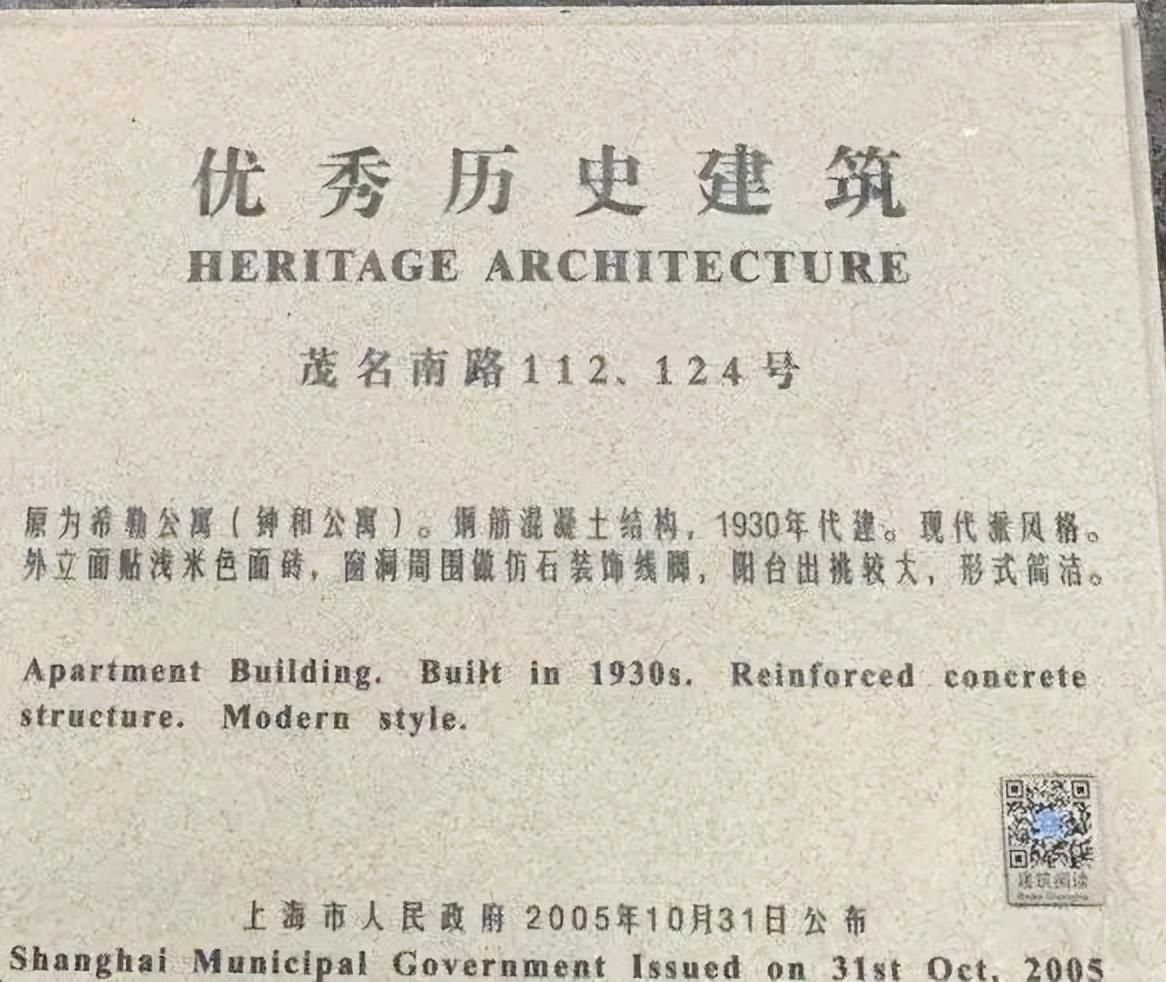 优秀历史建筑
HERITAGE ARCHITECTURE
茂名南路112、124号
原为希勒公寓（钟和公寓）。钢筋混凝土结构，1930年代建。现代派风格。
外立面贴浅米色面砖，窗洞周围做仿石装饰线脚，阳台出挑较大，形式简洁。
Apartment Building. Built in 1930s. Reinforced concrete
structure. Modern style.
建筑阅读
上海市人民政府 2005年10月31日公布
Shanghai Municipal Government Issued on 31st Oct, 2005